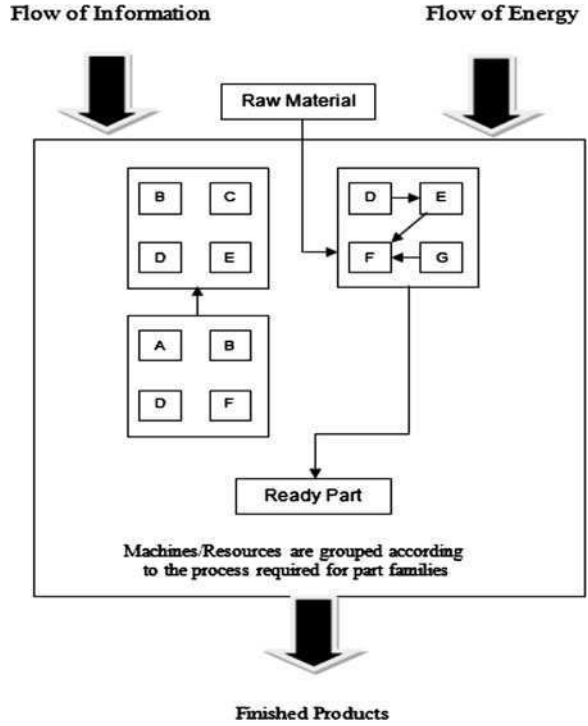 Flow of Information
Flow of Energy
Raw Material
B C
D E
D E
F G
A B
D F
Ready Part
Machines/Resources are grouped according
to the process required for part families
Finished Products